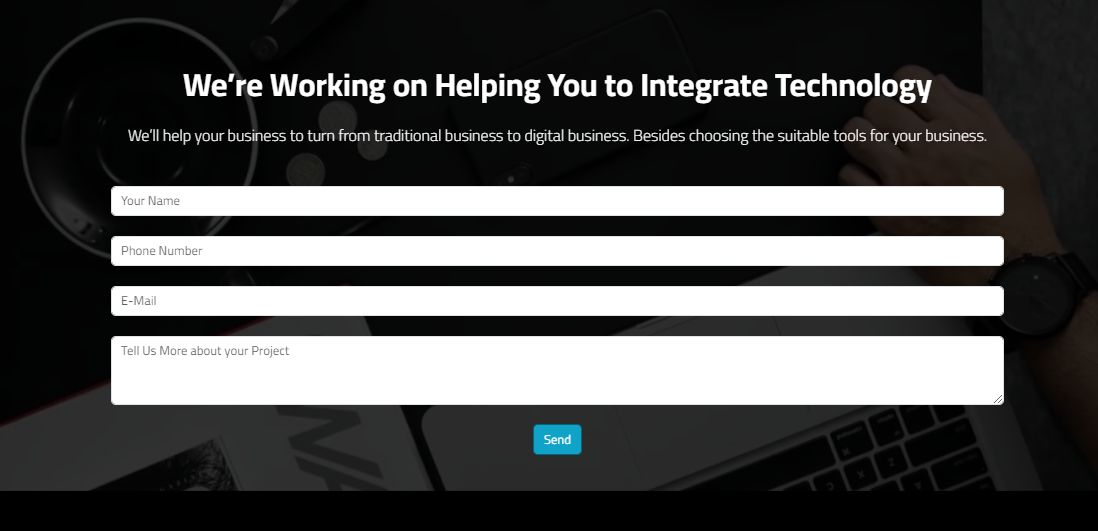 We're Working on Helping You to Integrate Technology
We'll help your business to turn from traditional business to digital business. Besides choosing the suitable tools for your business.
Your Name
Phone Number
E-Mail
Tell Us More about your Project
Send